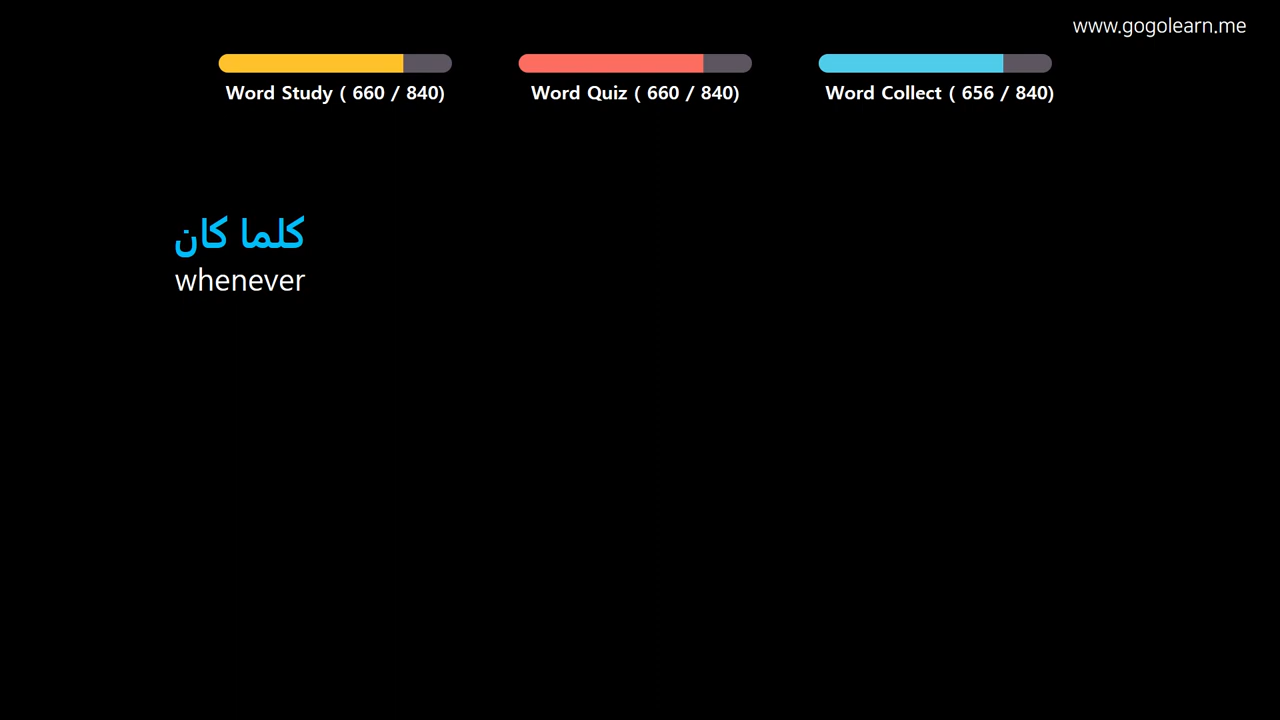 www.gogolearn.me
Word Study ( 660 / 840)
Word Quiz ( 660 / 840)
Word Collect ( 656 / 840)
كلما كان
whenever